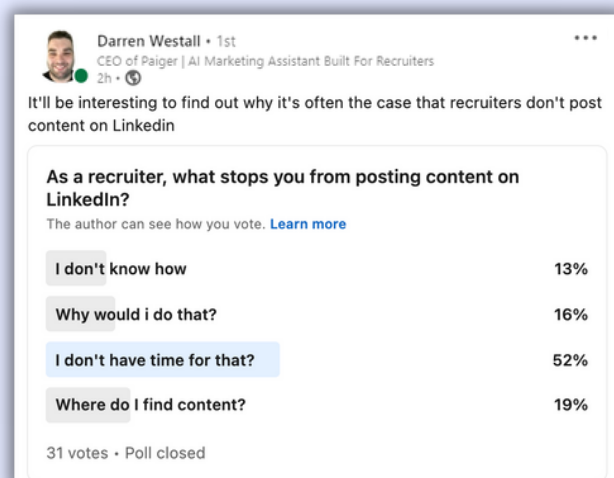 Darren Westall • 1st
CEO of Paiger | AI Marketing Assistant Built For Recruiters
2h •
It'll be interesting to find out why it's often the case that recruiters don't post
content on Linkedin
As a recruiter, what stops you from posting content on
LinkedIn?
The author can see how you vote. Learn more
I don't know how 13%
Why would i do that? 16%
I don't have time for that? 52%
Where do I find content? 19%
31 votes • Poll closed